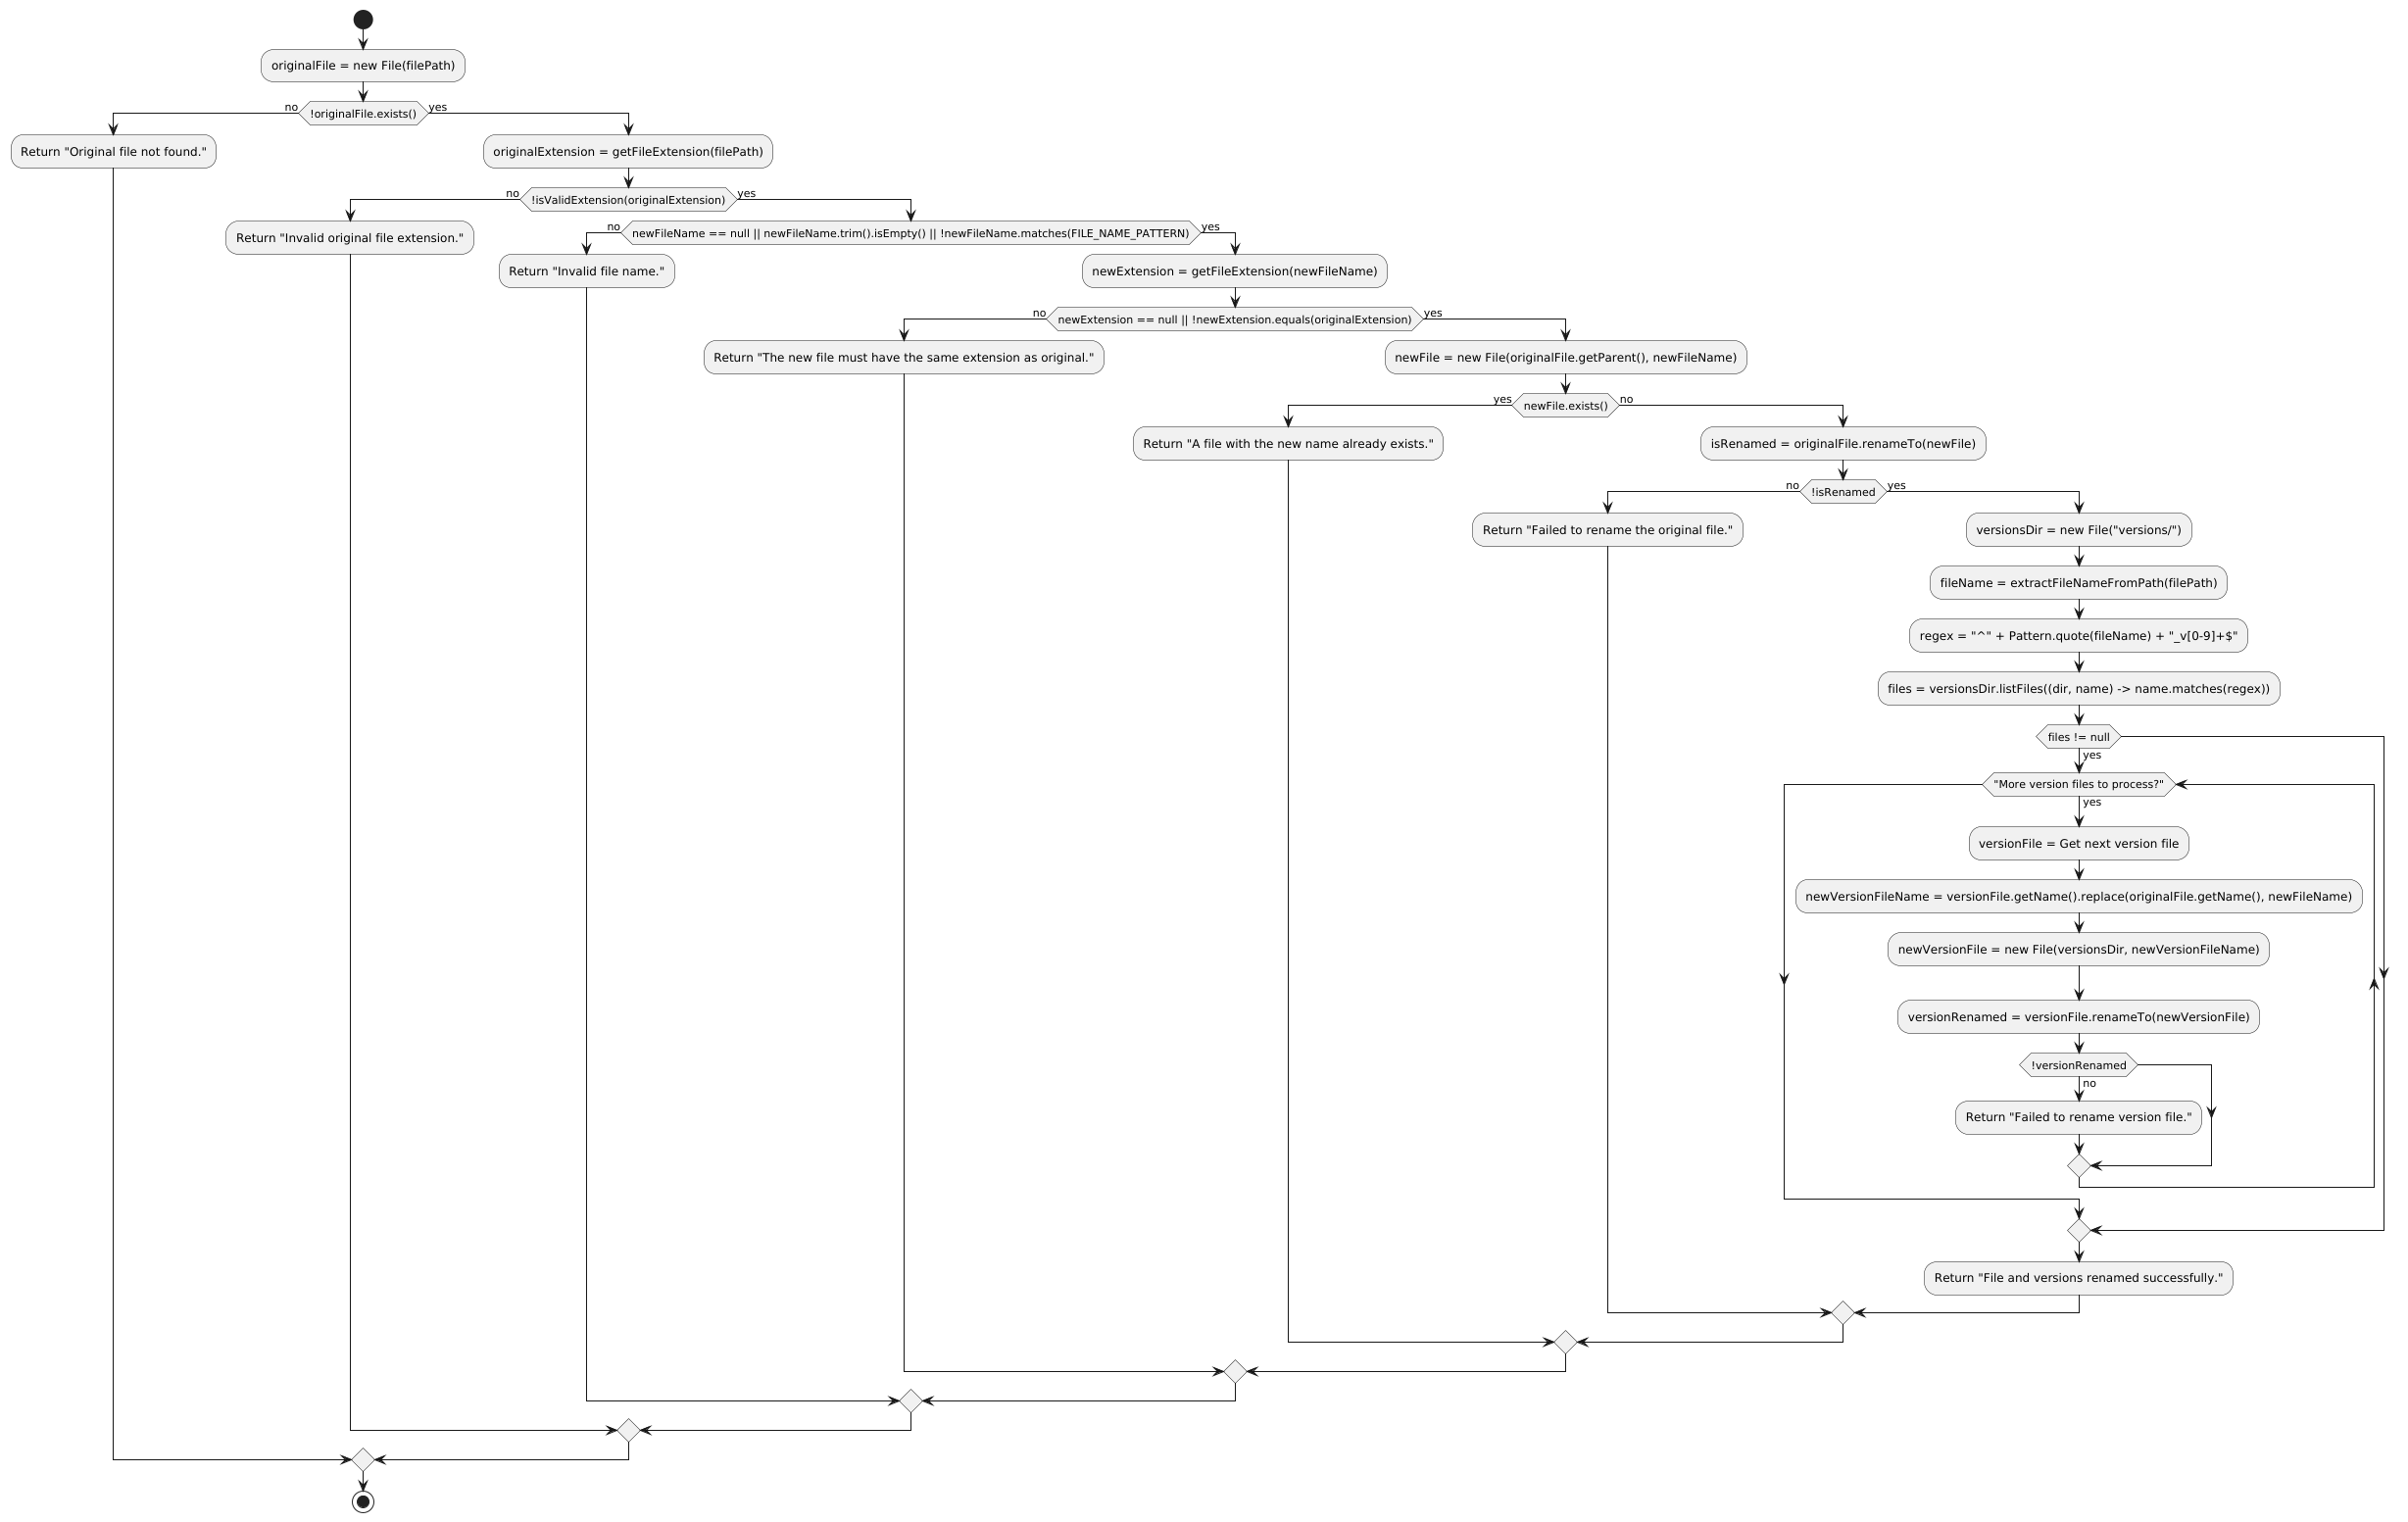 originalFile = new File(filePath)
no
!originalFile.exists()
yes
Return "Original file not found."
originalExtension = getFileExtension(filePath)
no
!isValidExtension(originalExtension)
yes
Return "Invalid original file extension."
no
newFileName == null || newFileName.trim().isEmpty() || !newFileName.matches(FILE_NAME_PATTERN)
yes
Return "Invalid file name."
newExtension = getFileExtension(newFileName)
no
newExtension == null || !newExtension.equals(originalExtension)
yes
Return "The new file must have the same extension as original."
newFile = new File(originalFile.getParent(), newFileName)
yes
newFile.exists()
no
Return "A file with the new name already exists."
isRenamed = originalFile.renameTo(newFile)
no
!isRenamed
yes
Return "Failed to rename the original file."
versionsDir = new File("versions/")
fileName = extractFileNameFromPath(filePath)
regex = "^" + Pattern.quote(fileName) + "_v[0-9]+$"
files = versionsDir.listFiles((dir, name) -> name.matches(regex))
files != null
yes
"More version files to process?"
yes
versionFile = Get next version file
newVersionFileName = versionFile.getName().replace(originalFile.getName(), newFileName)
newVersionFile = new File(versionsDir, newVersionFileName)
versionRenamed = versionFile.renameTo(newVersionFile)
!versionRenamed
no
Return "Failed to rename version file."
Return "File and versions renamed successfully."